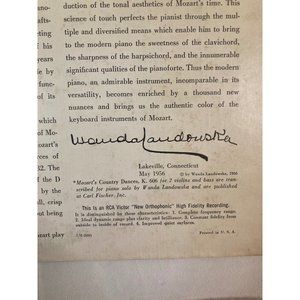 duction of the tonal aesthetics of Mozart's time. This
science of touch perfects the pianist through the mul-
tiple and diversified means which enable him to bring
to the modern piano the sweetness of the clavichord,
the sharpness of the harpsichord, and the innumerable
significant qualities of the pianoforte. Thus the modern
piano, an admirable instrument, incomparable in its
versatility, becomes enriched by a thousand new
nuances and brings us the authentic color of the
keyboard instruments of Mozart.
Wanda Landowska
Lakeville, Connecticut
May 1956
© by Wanda Landowska, 1956
*Mozart's Country Dances, K. 606 for 2 violins and bass are tran-
scribed for piano solo by Wanda Landowska and are published
at Carl Fischer, Inc.
This is an RCA Victor "New Orthophonic" High Fidelity Recording.
It is distinguished by these characteristics: 1. Complete frequency range.
2. Ideal dynamic range plus clarity and brilliance. 3. Constant fidelity from
outside to inside of record. 4. Improved quiet surfaces.
Printed in U. S. A.